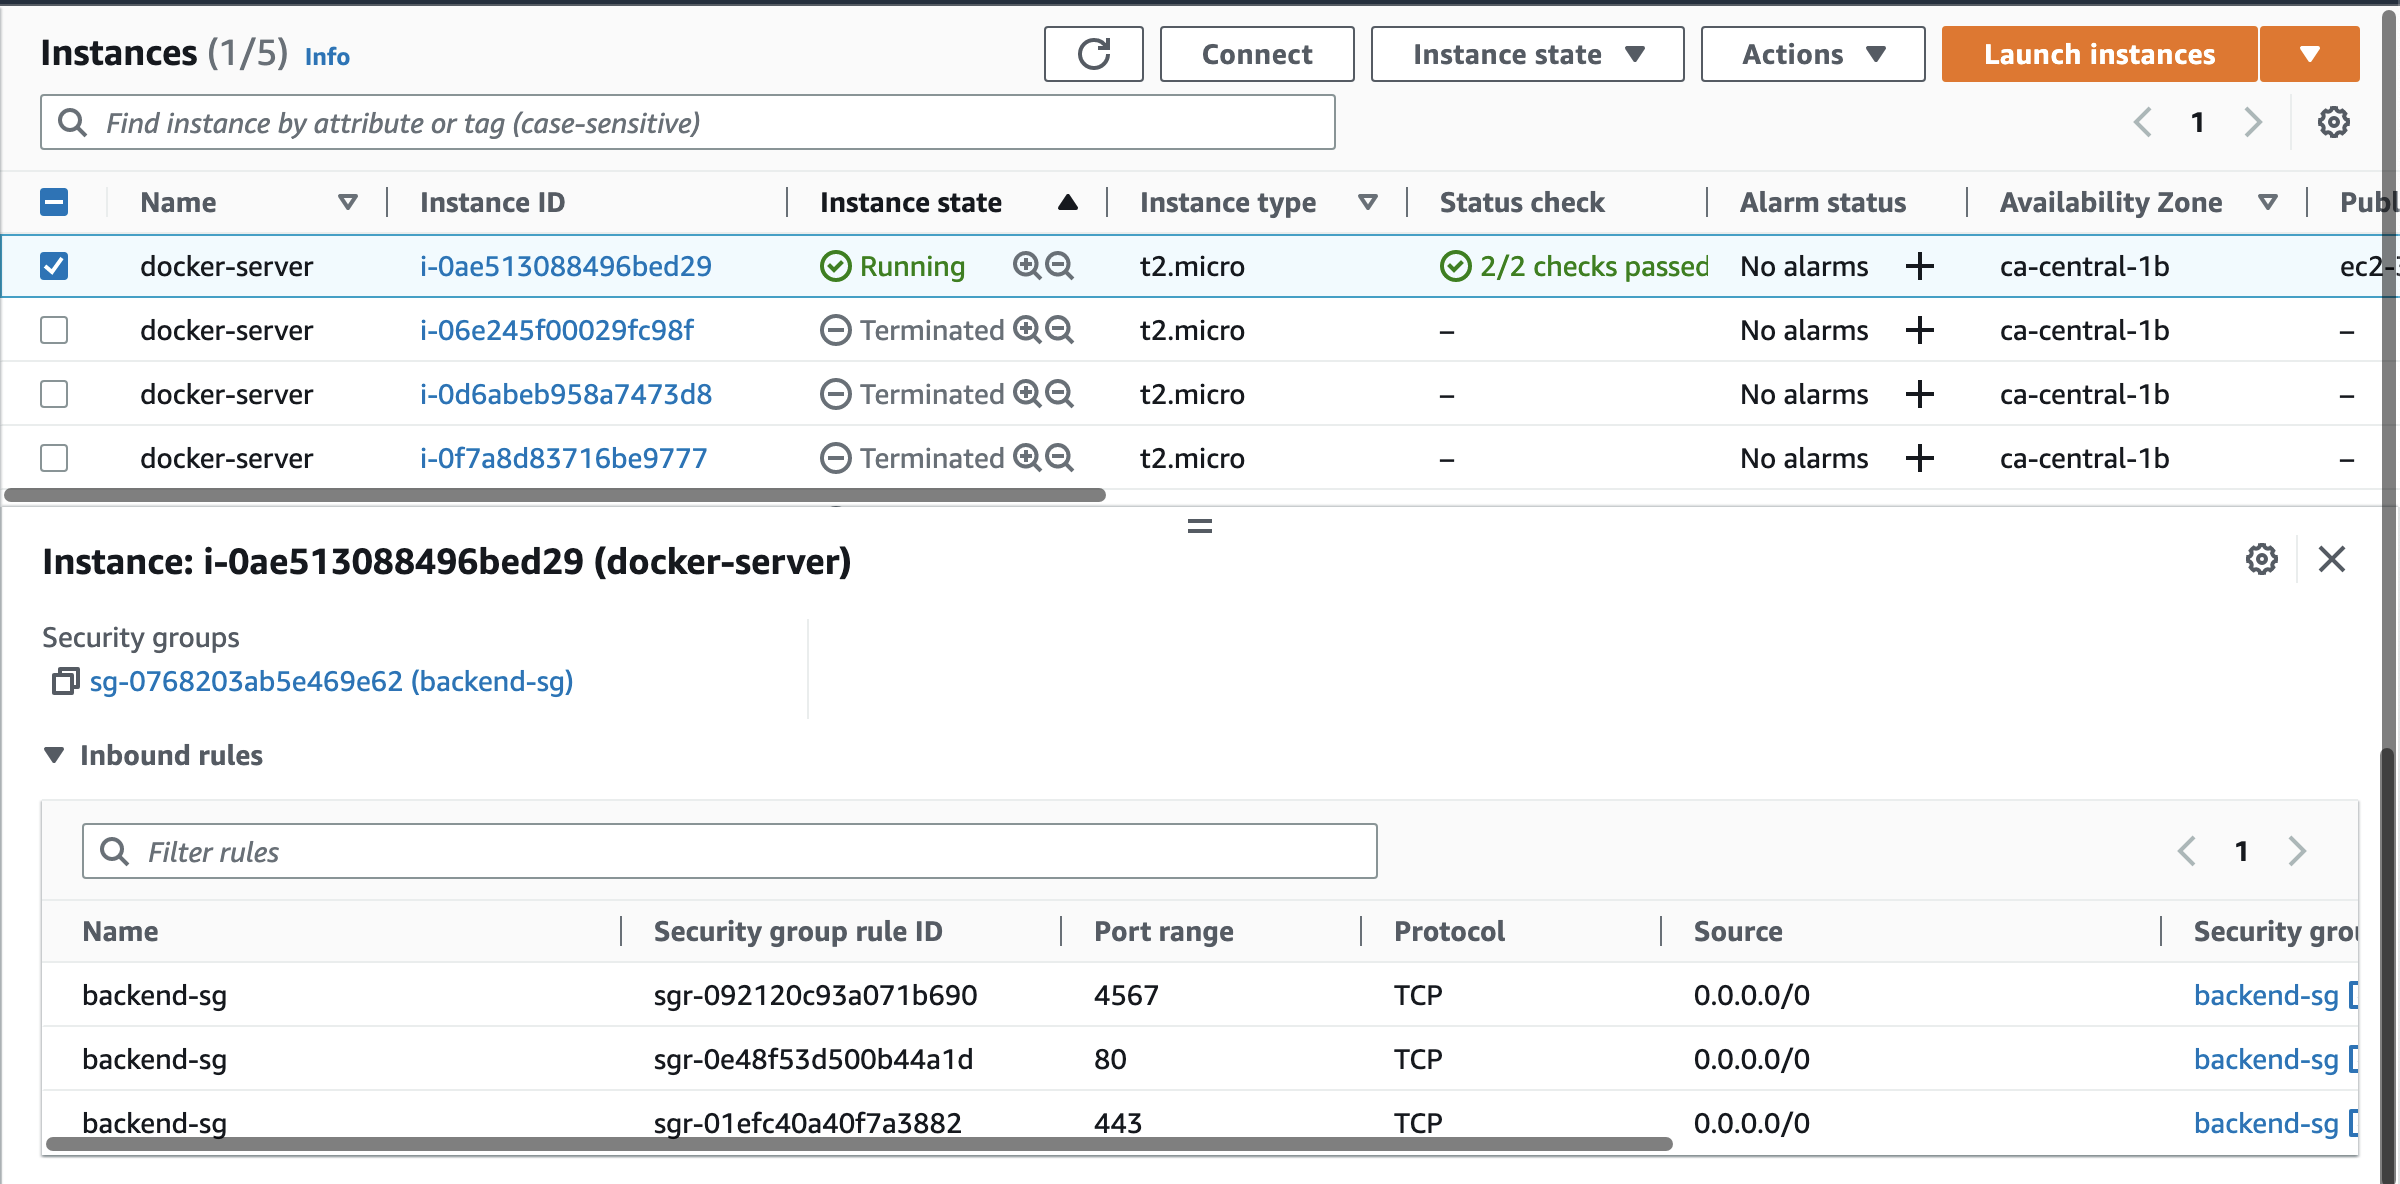 Instances (1/5) Info Connect Instance state Actions Launch instances
Find instance by attribute or tag (case-sensitive) 1
Name Instance ID Instance state Instance type Status check Alarm status Availability Zone Publ
docker-server i-0ae513088496bed29 Running t2.micro 2/2 checks passed No alarms ca-central-1b ec2-3
docker-server i-06e245f00029fc98f Terminated t2.micro – No alarms ca-central-1b –
docker-server i-0d6abeb958a7473d8 Terminated t2.micro – No alarms ca-central-1b –
docker-server i-0f7a8d83716be9777 Terminated t2.micro – No alarms ca-central-1b –
Instance: i-0ae513088496bed29 (docker-server)
Security groups
sg-0768203ab5e469e62 (backend-sg)
Inbound rules
Filter rules 1
Name Security group rule ID Port range Protocol Source Security grou
backend-sg sgr-092120c93a071b690 4567 TCP 0.0.0.0/0 backend-sg
backend-sg sgr-0e48f53d500b44a1d 80 TCP 0.0.0.0/0 backend-sg
backend-sg sgr-01efc40a40f7a3882 443 TCP 0.0.0.0/0 backend-sg